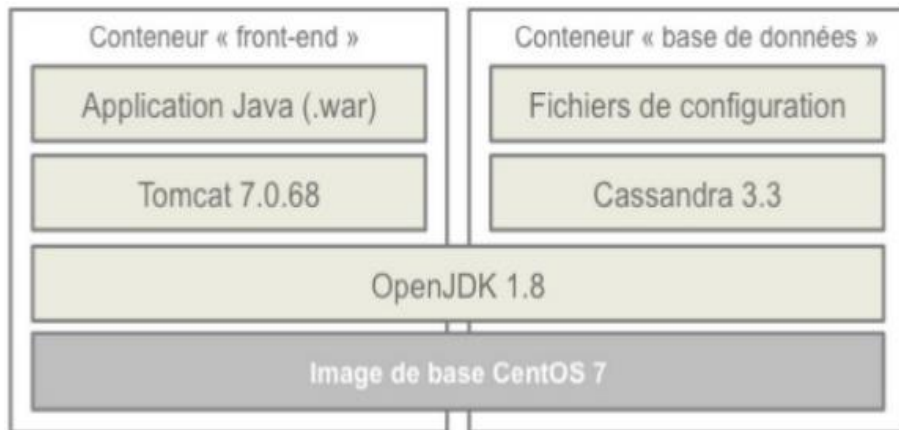 Conteneur « front-end »
Application Java (.war)
Tomcat 7.0.68
Conteneur « base de données »
Fichiers de configuration
Cassandra 3.3
OpenJDK 1.8
Image de base CentOS 7